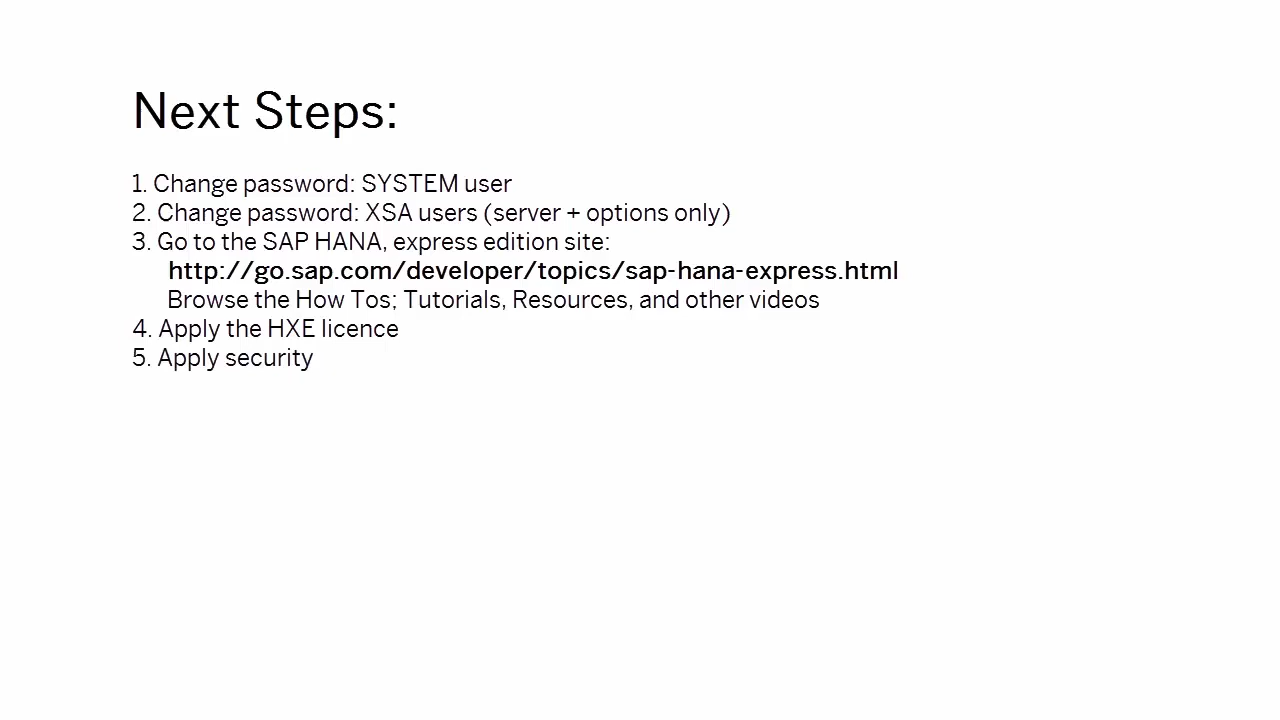 Next Steps:
1. Change password: SYSTEM user
2. Change password: XSA users (server + options only)
3. Go to the SAP HANA, express edition site:
http://go.sap.com/developer/topics/sap-hana-express.html
Browse the How Tos; Tutorials, Resources, and other videos
4. Apply the HXE licence
5. Apply security